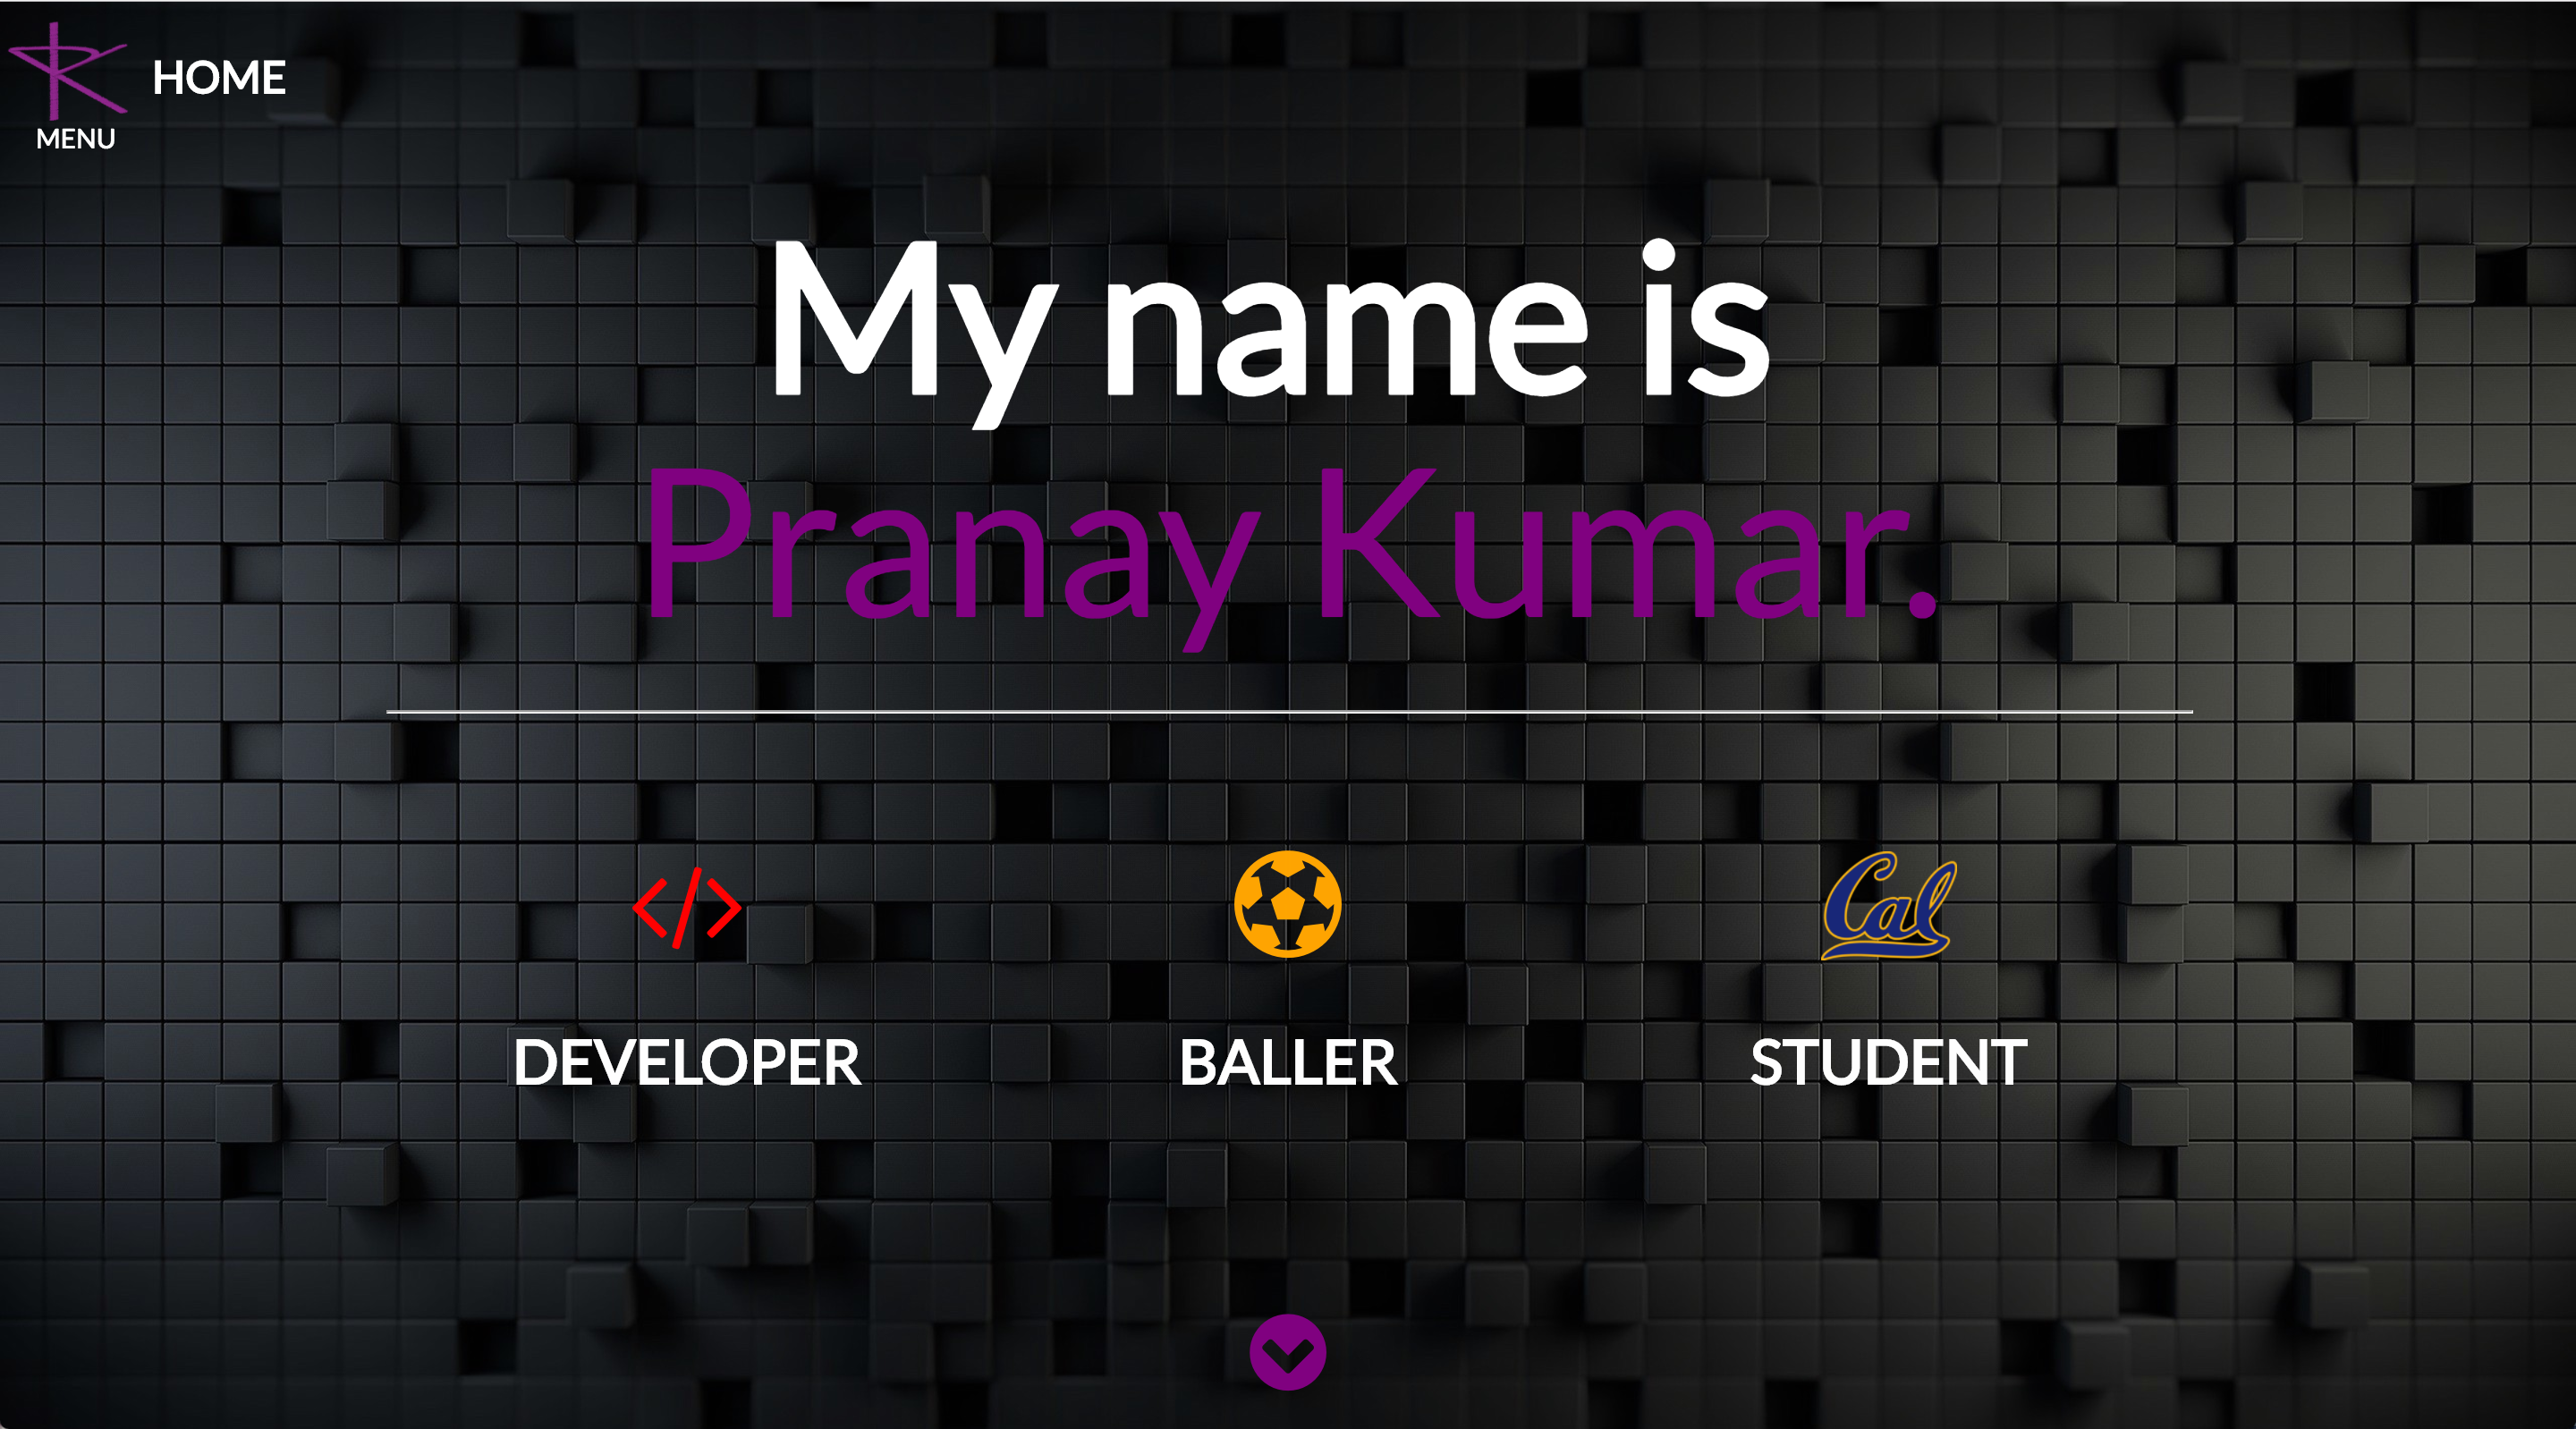 HOME
MENU
My name is
Pranay Kumar.
Cal
DEVELOPER
BALLER
STUDENT